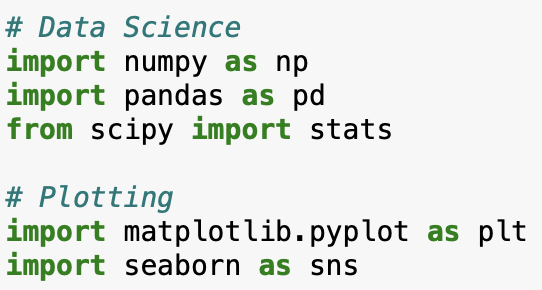 # Data Science
import numpy as np
import pandas as pd
from scipy import stats
# Plotting
import matplotlib.pyplot as plt
import seaborn as sns